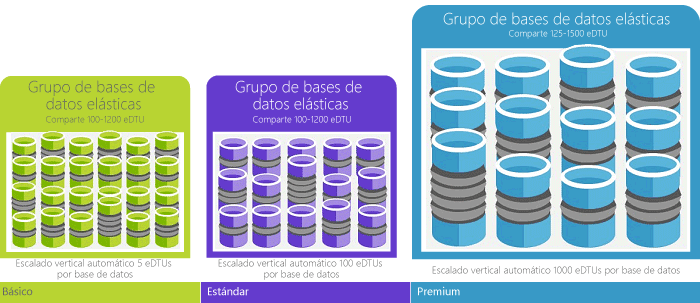 Grupo de bases de
datos elásticas
Comparte 100-1200 eDTU
Escalado vertical automático 5 eDTUs
por base de datos
Básico
Grupo de bases de
datos elásticas
Comparte 100-1200 eDTU
Escalado vertical automático 100 eDTUs
por base de datos
Estándar
Grupo de bases de datos elásticas
Comparte 125-1500 eDTU
Escalado vertical automático 1000 eDTUs por base de datos
Premium